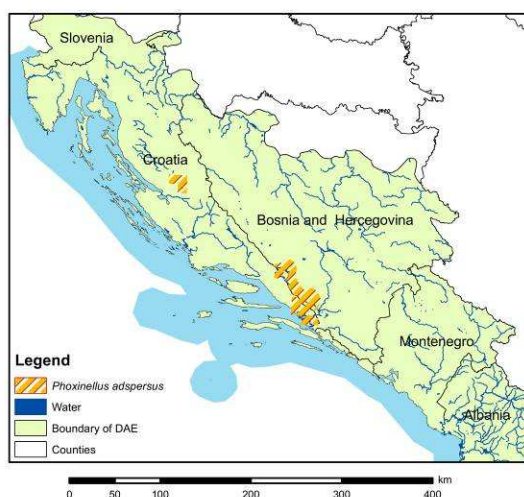 Slovenia
Croatia
Bosnia and Hercegovina
Montenegro
Albania
Legend
Phoxinellus adspersus
Water
Boundary of DAE
Counties
km
0 50 100 200 300 400